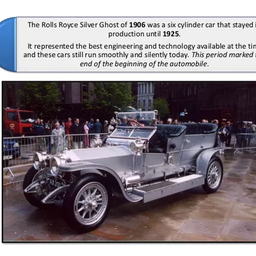 The Rolls Royce Silver Ghost of 1906 was a six cylinder car that stayed
production until 1925.
It represented the best engineering and technology available at the
and these cars still run smoothly and silently today. This period marked
end of the beginning of the automobile.